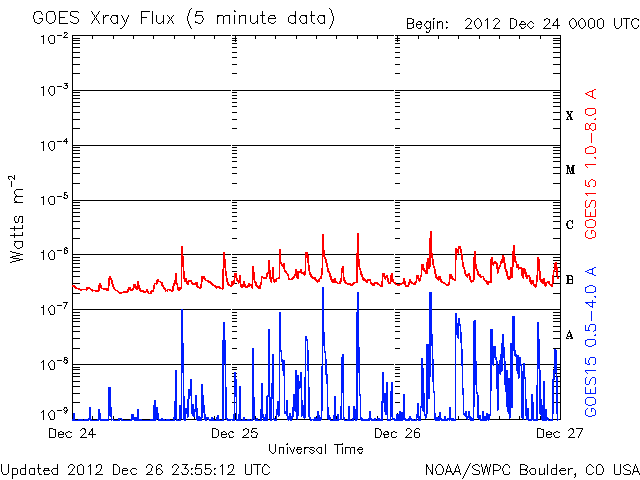 GOES Xray Flux (5 minute data)
Begin: 2012 Dec 24 0000 UTC
10-2
10-3
10-4
10-5
10-6
10-7
10-8
10-9
Watts m-2
X
M
C
B
A
GOES15 1.0-8.0 A
GOES15 0.5-4.0 A
Dec 24
Dec 25
Dec 26
Dec 27
Universal Time
Updated 2012 Dec 26 23:55:12 UTC
NOAA/SWPC Boulder, CO USA